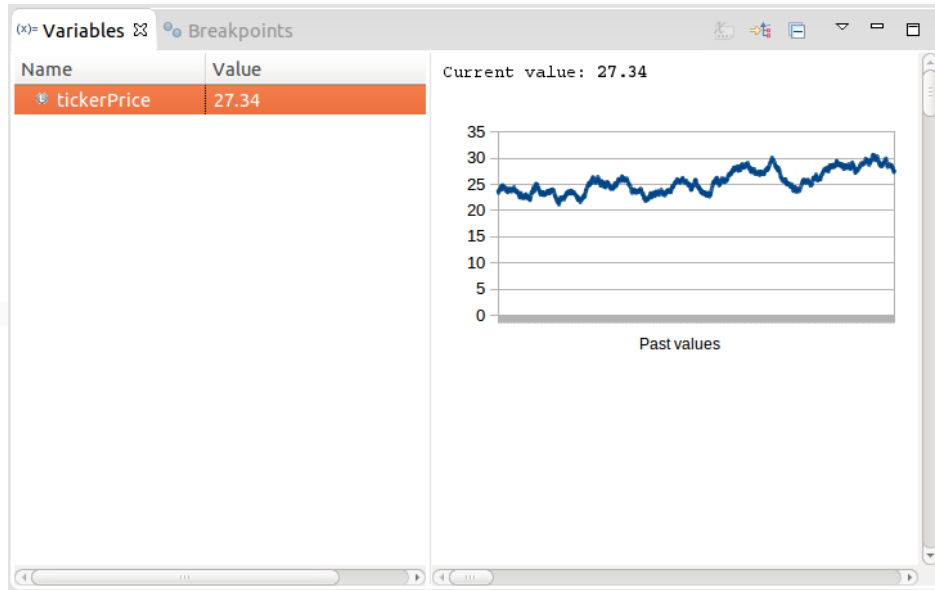 (x)= Variables Breakpoints
Name Value
tickerPrice 27.34
Current value: 27.34
35
30
25
20
15
10
5
0
Past values